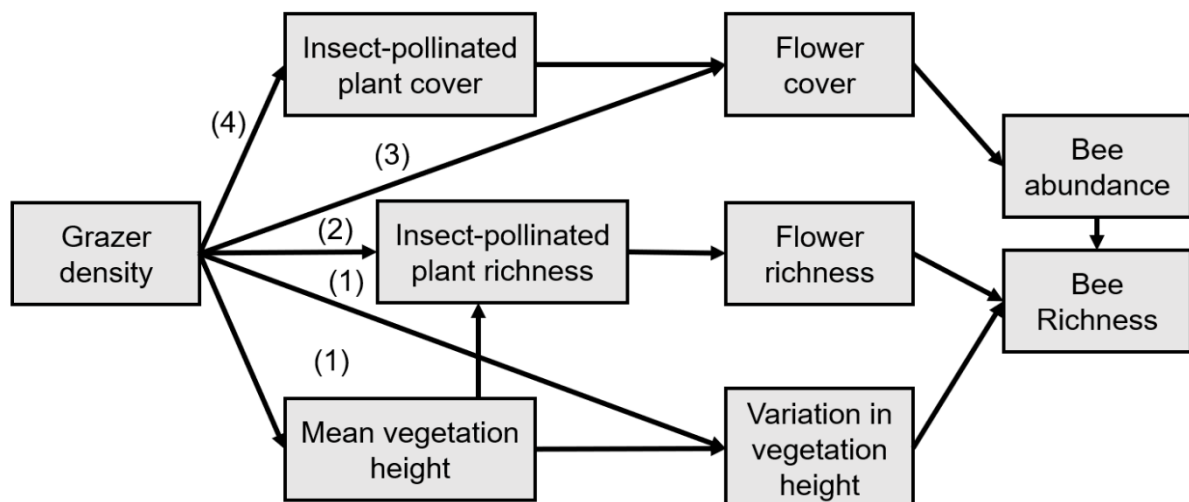 Insect-pollinated
plant cover
Flower
cover
(4)
(3)
Bee
abundance
Grazer
density
(2)
Insect-pollinated
plant richness
Flower
richness
(1)
Bee
Richness
(1)
Mean vegetation
height
Variation in
vegetation
height